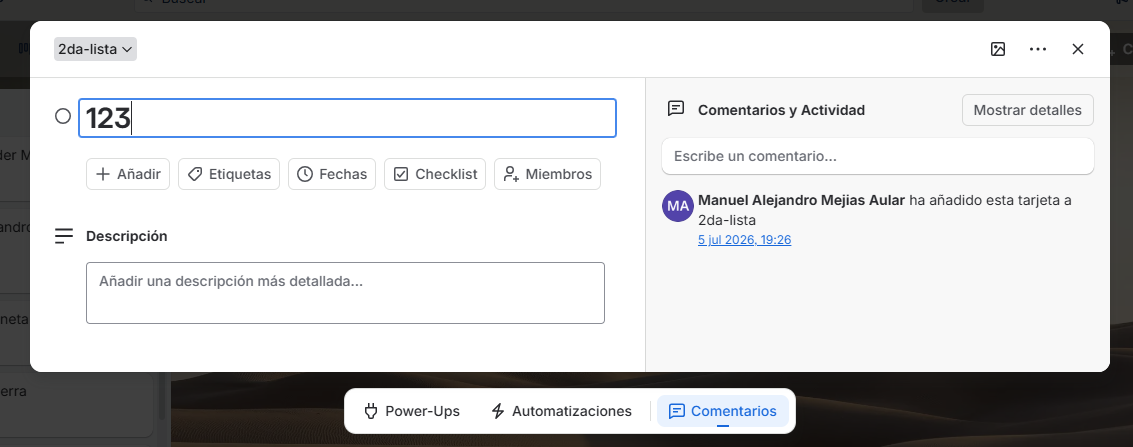 Buscar
Crear
2da-lista
123
Añadir
Etiquetas
Fechas
Checklist
Miembros
Descripción
Añadir una descripción más detallada...
Comentarios y Actividad
Mostrar detalles
Escribe un comentario...
MA
Manuel Alejandro Mejias Aular ha añadido esta tarjeta a
2da-lista
5 jul 2026, 19:26
Power-Ups
Automatizaciones
Comentarios